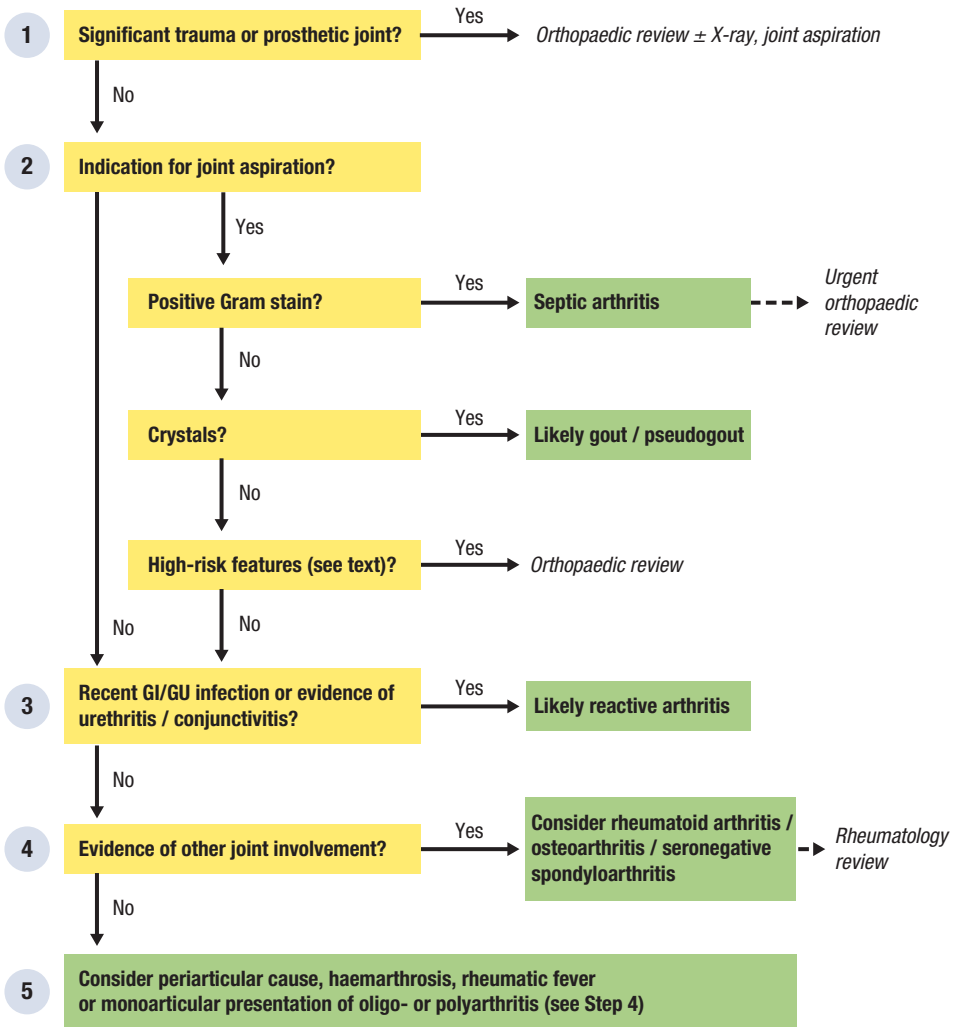 1
Significant trauma or prosthetic joint?
Yes
Orthopaedic review ± X-ray, joint aspiration
No
2
Indication for joint aspiration?
Yes
Positive Gram stain?
Yes
Septic arthritis
Urgent
orthopaedic
review
No
Crystals?
Yes
Likely gout / pseudogout
No
High-risk features (see text)?
Yes
Orthopaedic review
No
No
3
Recent GI/GU infection or evidence of
urethritis / conjunctivitis?
Yes
Likely reactive arthritis
No
4
Evidence of other joint involvement?
Yes
Consider rheumatoid arthritis /
osteoarthritis / seronegative
spondyloarthritis
Rheumatology
review
No
5
Consider periarticular cause, haemarthrosis, rheumatic fever
or monoarticular presentation of oligo- or polyarthritis (see Step 4)